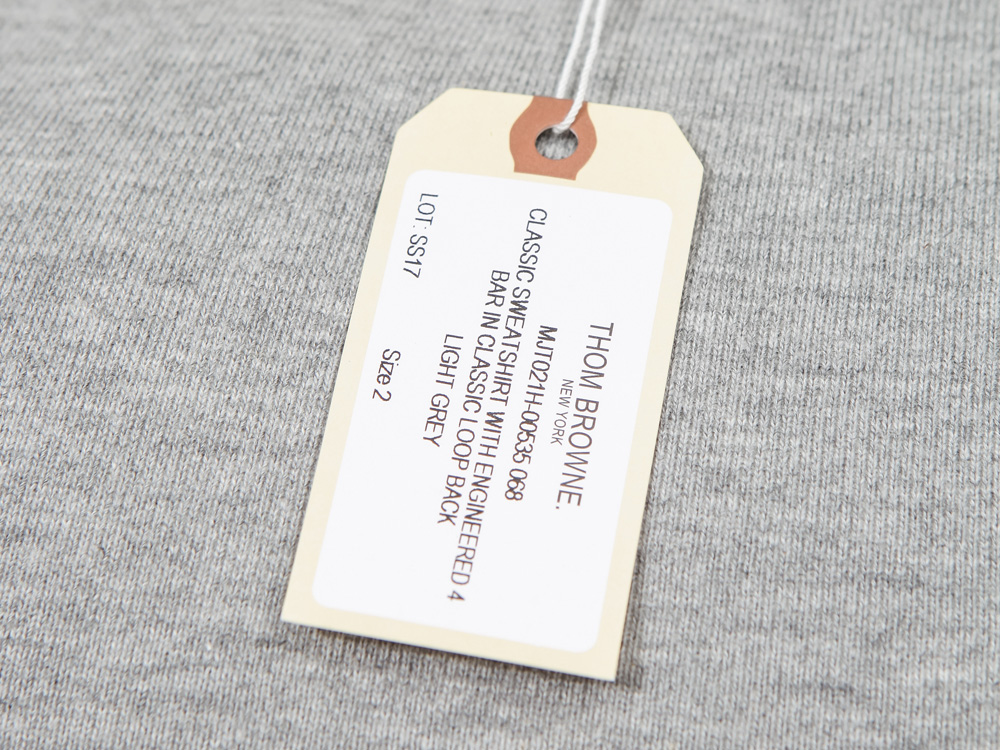 THOM BROWNE.
NEW YORK
MJT021H-00535 068
CLASSIC SWEATSHIRT WITH ENGINEERED 4
BAR IN CLASSIC LOOP BACK
LIGHT GREY
LOT: SS17
Size 2